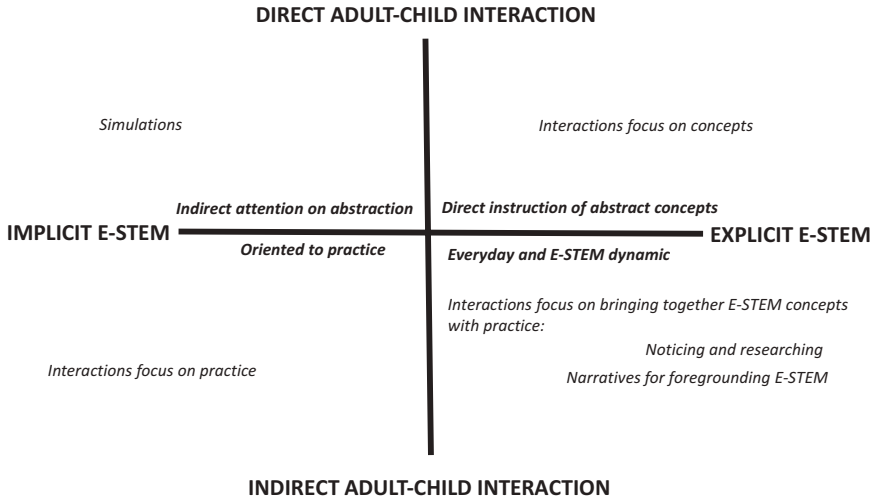 DIRECT ADULT-CHILD INTERACTION
Simulations
Interactions focus on concepts
Indirect attention on abstraction
Direct instruction of abstract concepts
IMPLICIT E-STEM
EXPLICIT E-STEM
Oriented to practice
Everyday and E-STEM dynamic
Interactions focus on bringing together E-STEM concepts
with practice:
Noticing and researching
Interactions focus on practice
Narratives for foregrounding E-STEM
INDIRECT ADULT-CHILD INTERACTION